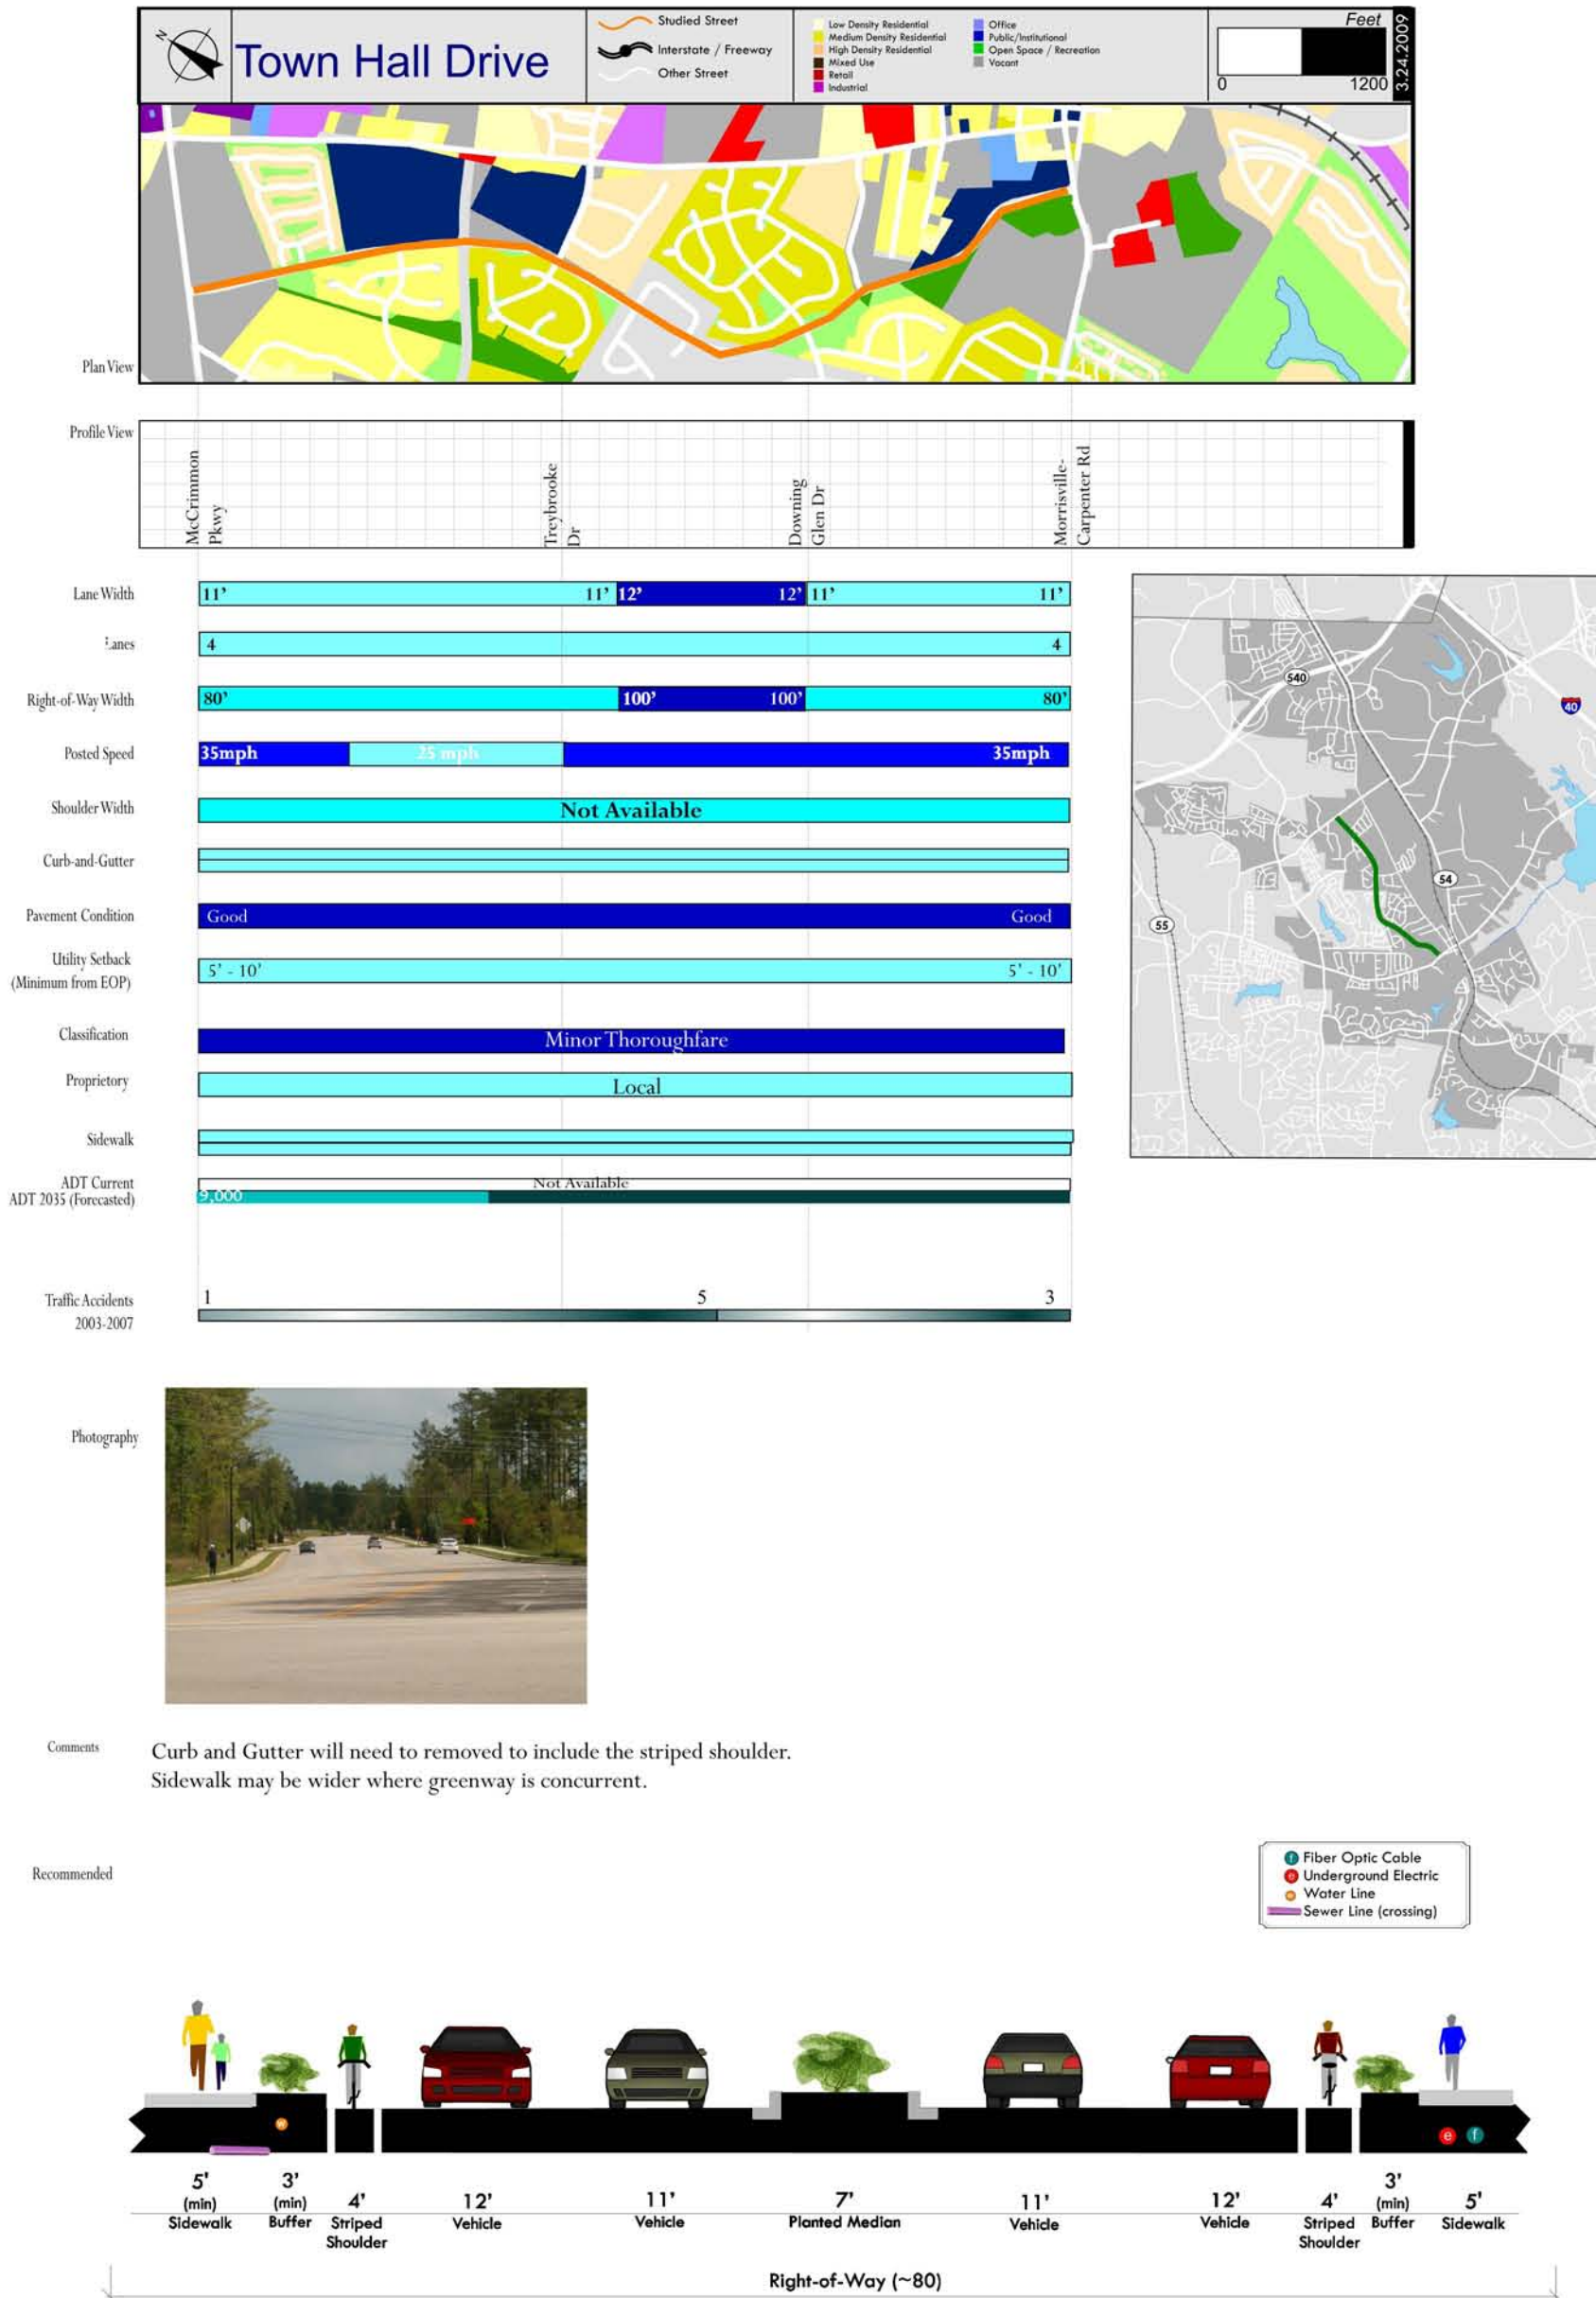 N
Town Hall Drive
Studied Street
Interstate / Freeway
Other Street
Low Density Residential
Medium Density Residential
High Density Residential
Mixed Use
Retail
Industrial
Office
Public/Institutional
Open Space / Recreation
Vacant
Feet
0
1200
3.24.2009
Plan View
Profile View
McCrimmon
Pkwy
Treybrooke
Dr
Downing
Glen Dr
Morrisville-
Carpenter Rd
Lane Width
11’ 11’ 12’ 12’ 11’ 11’
Lanes
4 4
Right-of-Way Width
80’ 100’ 100’ 80’
Posted Speed
35mph 25 mph 35mph
Shoulder Width
Not Available
Curb-and-Gutter
Pavement Condition
Good Good
Utility Setback
(Minimum from EOP)
5’ - 10’ 5’ - 10’
Classification
Minor Thoroughfare
Proprietory
Local
Sidewalk
ADT Current
Not Available
ADT 2035 (Forecasted)
9,000
Traffic Accidents
2003-2007
1 5 3
540
40
54
55
Photography
Comments
Curb and Gutter will need to removed to include the striped shoulder.
Sidewalk may be wider where greenway is concurrent.
Recommended
f Fiber Optic Cable
e Underground Electric
w Water Line
Sewer Line (crossing)
w
e f
5'
(min)
Sidewalk
3'
(min)
Buffer
4'
Striped
Shoulder
12'
Vehicle
11'
Vehicle
7'
Planted Median
11'
Vehicle
12'
Vehicle
4'
Striped
Shoulder
3'
(min)
Buffer
5'
Sidewalk
Right-of-Way (~80)